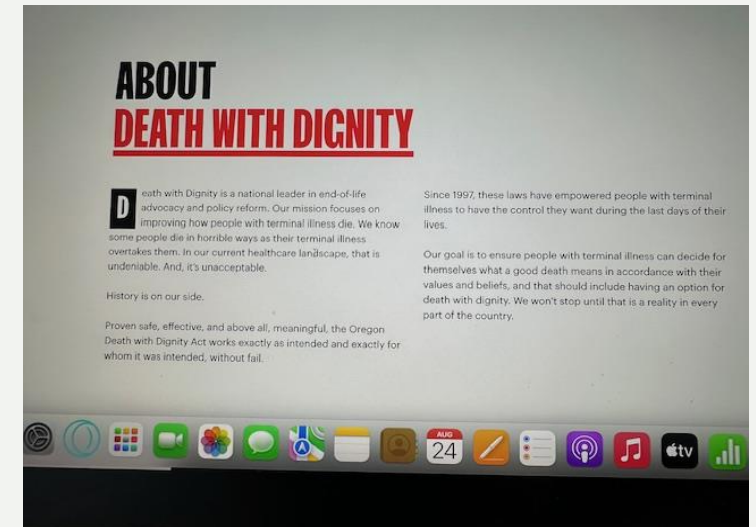 ABOUT
DEATH WITH DIGNITY
Death with Dignity is a national leader in end-of-life
advocacy and policy reform. Our mission focuses on
improving how people with terminal illness die. We know
some people die in horrible ways as their terminal illness
overtakes them. In our current healthcare landscape, that is
undeniable. And, it's unacceptable.
History is on our side.
Proven safe, effective, and above all, meaningful, the Oregon
Death with Dignity Act works exactly as intended and exactly for
whom it was intended, without fail.
Since 1997, these laws have empowered people with terminal
illness to have the control they want during the last days of their
lives.
Our goal is to ensure people with terminal illness can decide for
themselves what a good death means in accordance with their
values and beliefs, and that should include having an option for
death with dignity. We won't stop until that is a reality in every
part of the country.
AUG
24
tv